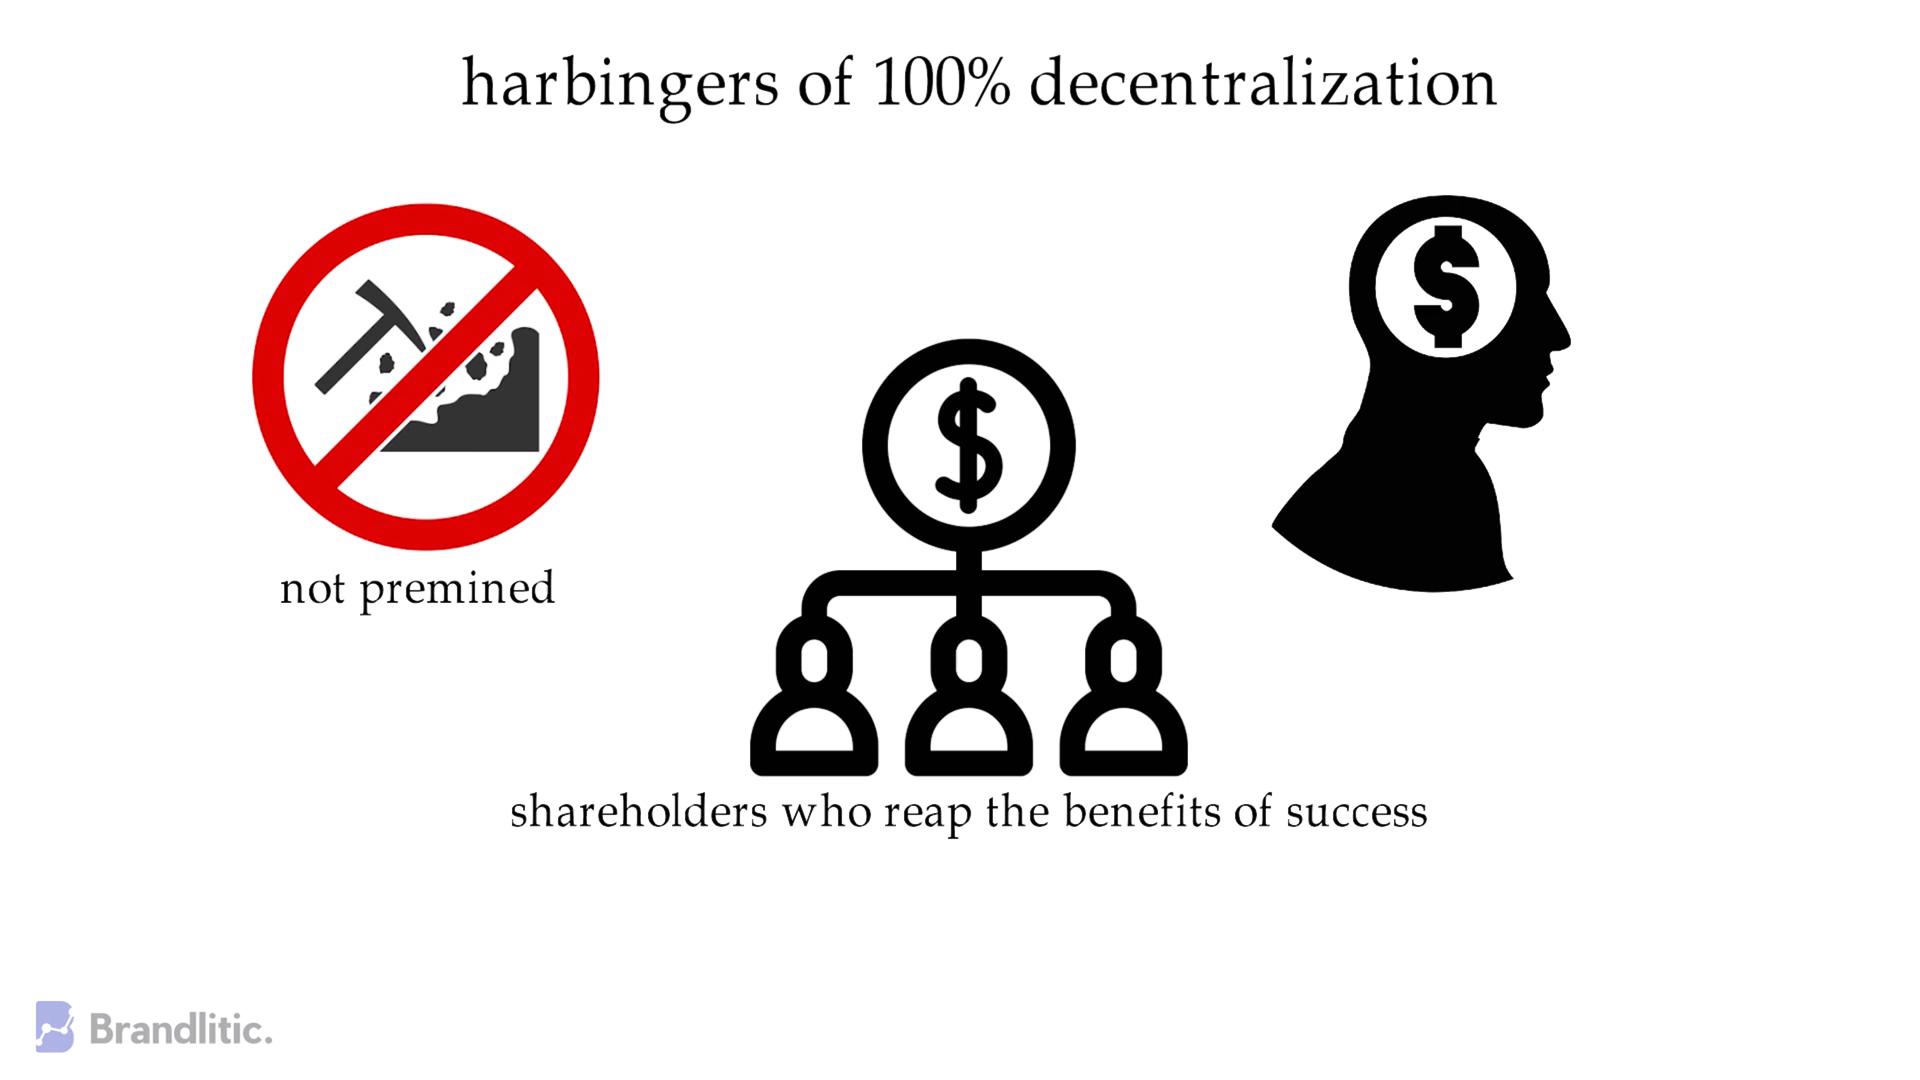 harbingers of 100% decentralization
not premined
shareholders who reap the benefits of success
Brandlitic.